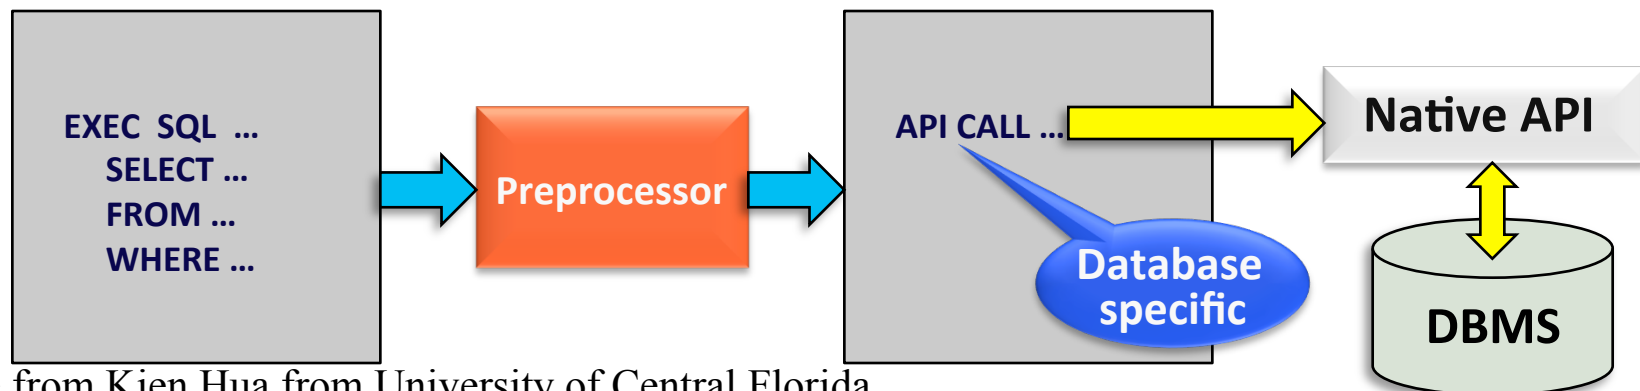 EXEC SQL ...
SELECT ...
FROM ...
WHERE ...
Preprocessor
API CALL ...
Database
specific
Native API
DBMS
from Kien Hua from University of Central Florida